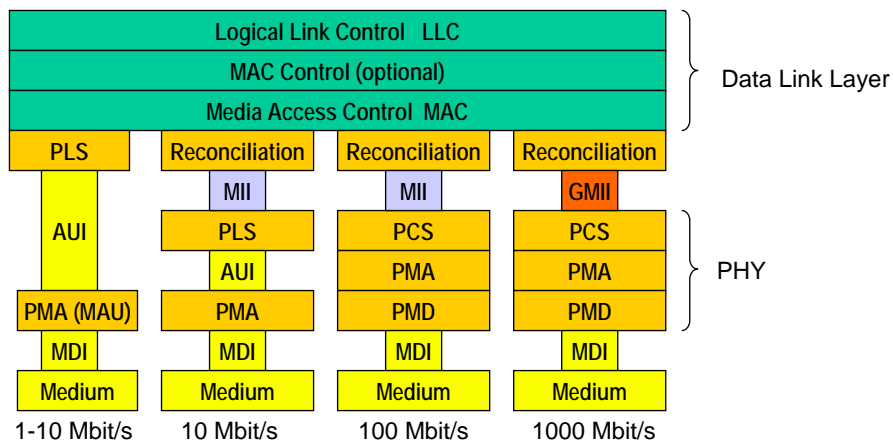 Logical Link Control LLC
MAC Control (optional)
Data Link Layer
Media Access Control MAC
PLS Reconciliation Reconciliation Reconciliation
MII MII GMII
AUI PLS PCS PCS
AUI PMA PMA PHY
PMA (MAU) PMA PMD PMD
MDI MDI MDI MDI
Medium Medium Medium Medium
1-10 Mbit/s 10 Mbit/s 100 Mbit/s 1000 Mbit/s